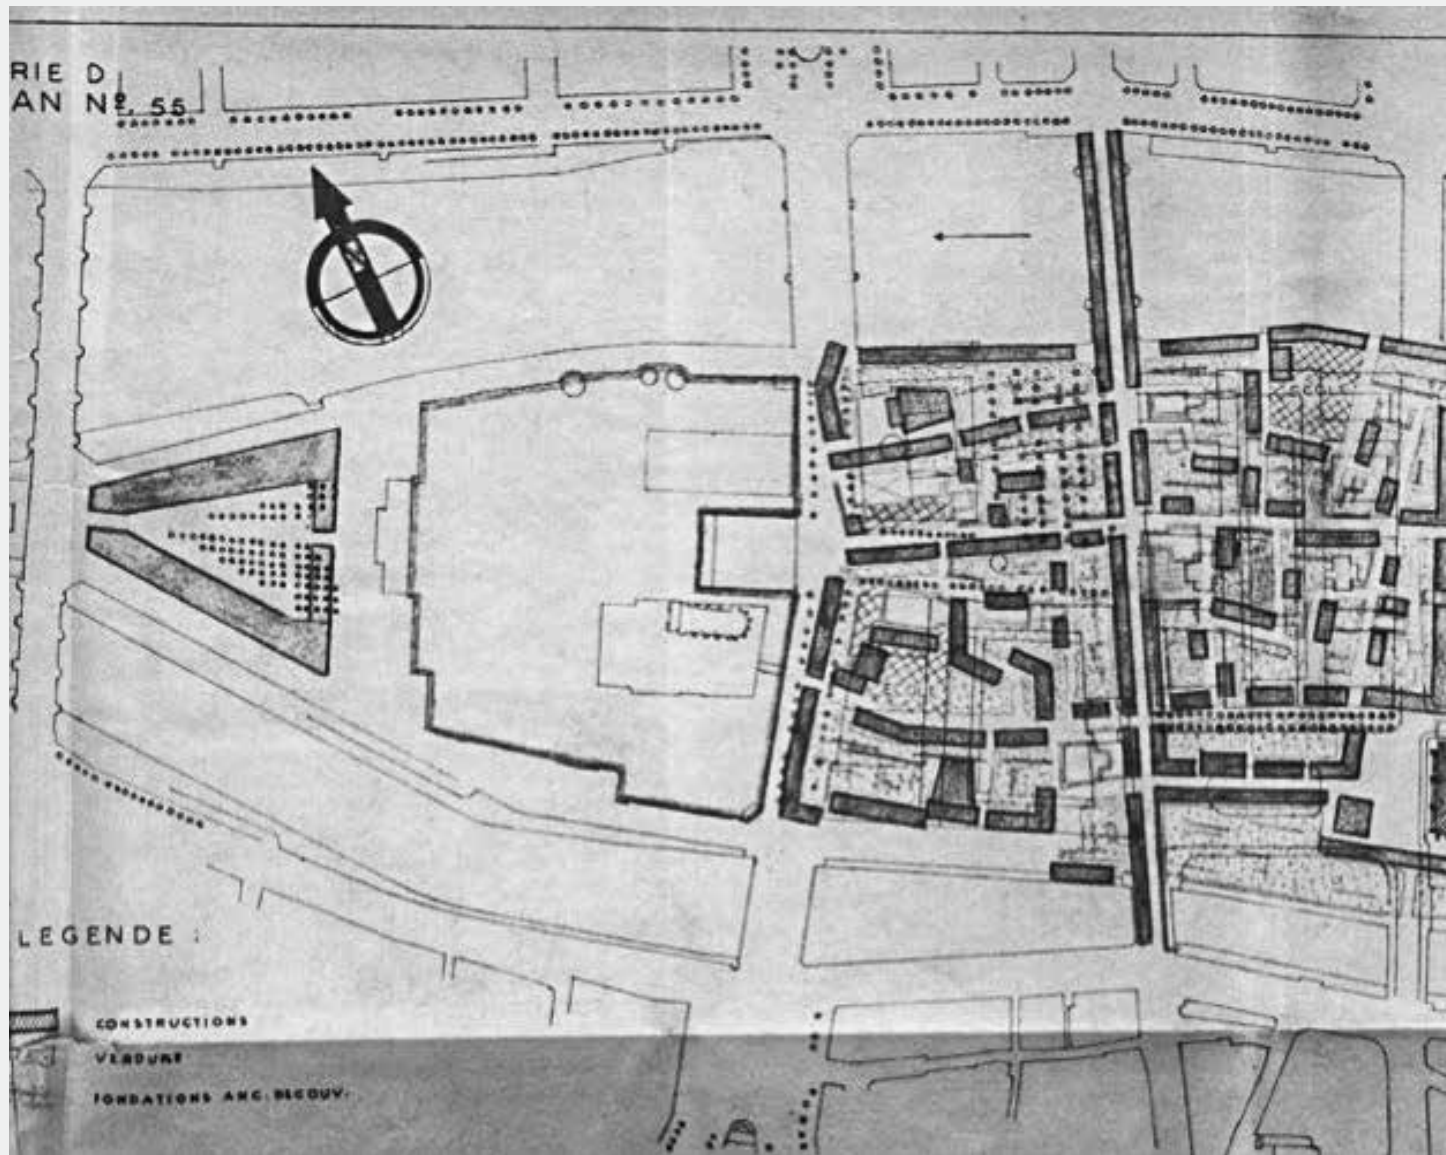 RIE D
AN Nº. 55
N
LEGENDE :
CONSTRUCTIONS
VERDURE
FONDATIONS ANC. DECOUV.